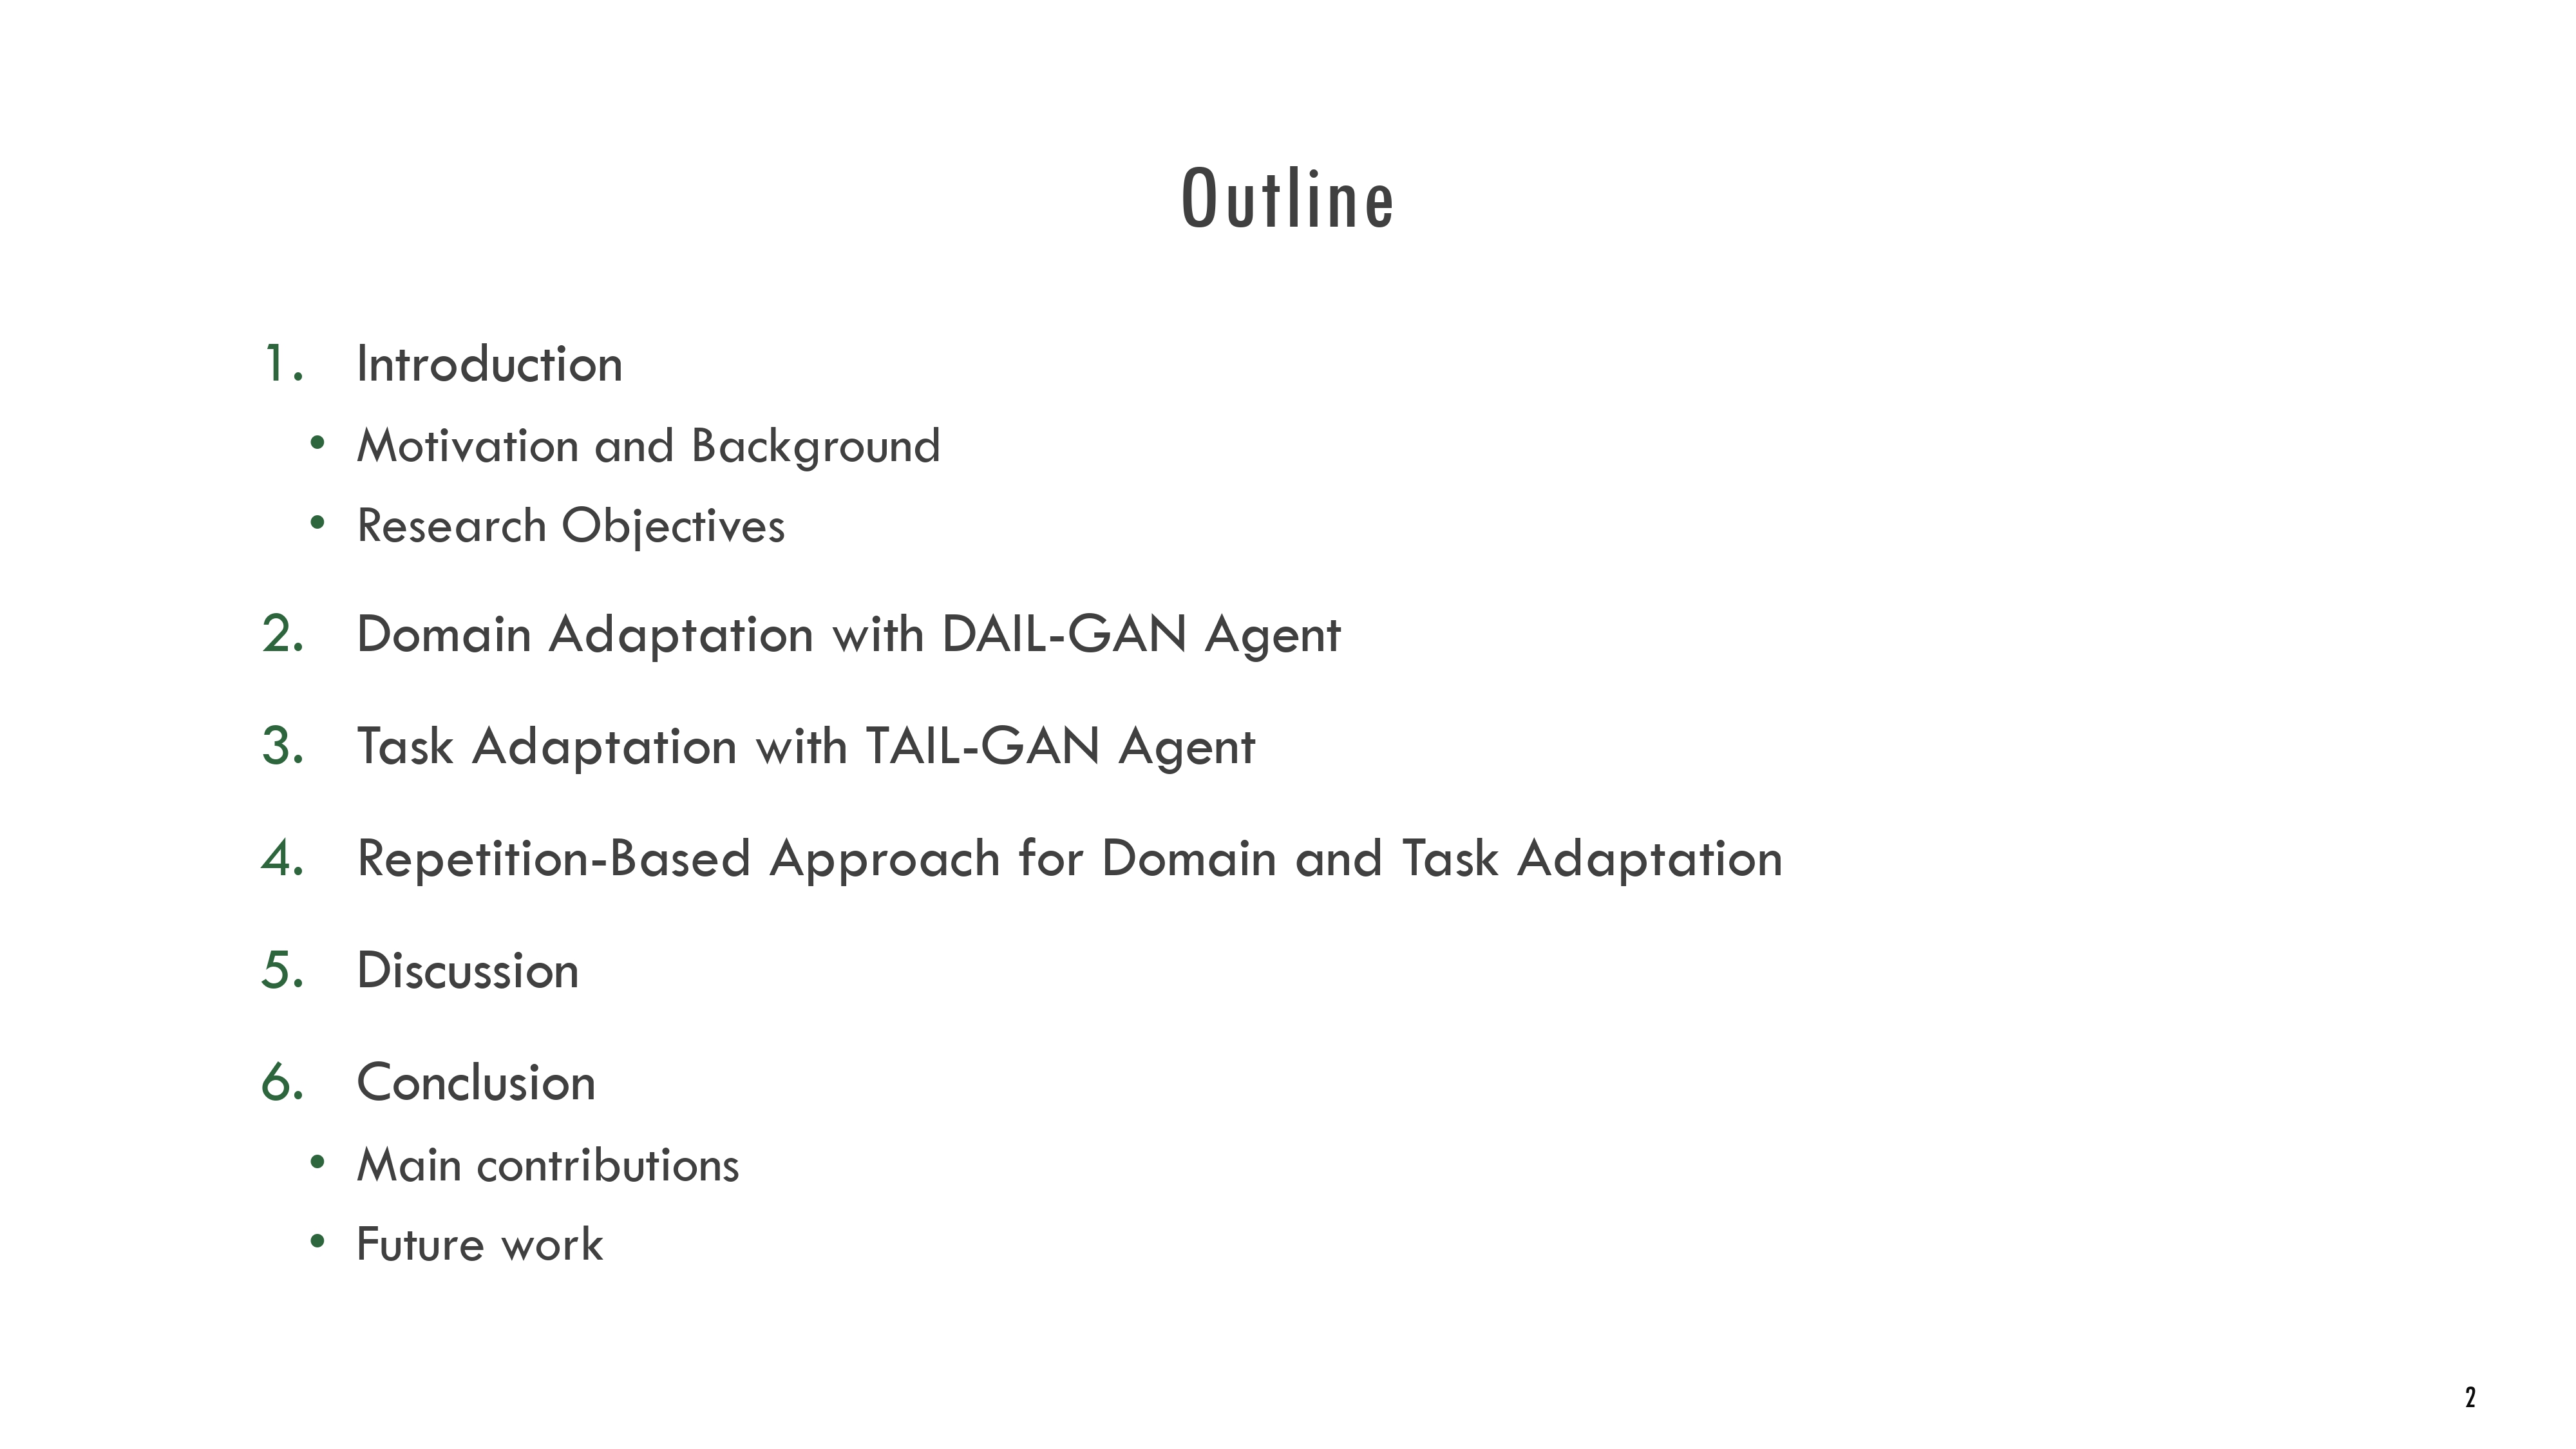 Outline
1. Introduction
• Motivation and Background
• Research Objectives
2. Domain Adaptation with DAIL-GAN Agent
3. Task Adaptation with TAIL-GAN Agent
4. Repetition-Based Approach for Domain and Task Adaptation
5. Discussion
6. Conclusion
• Main contributions
• Future work
2